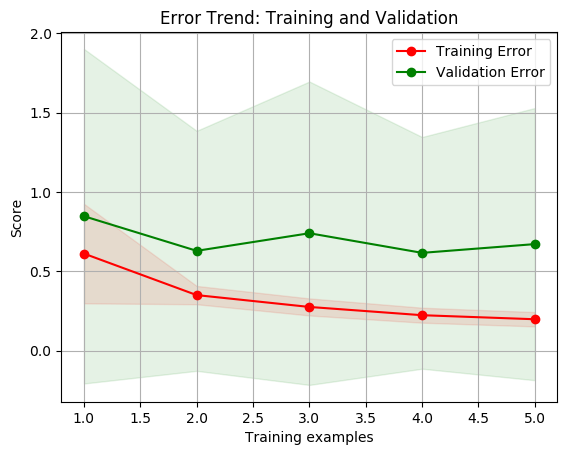 Error Trend: Training and Validation
2.0
1.5
1.0
0.5
0.0
Score
Training Error
Validation Error
1.0 1.5 2.0 2.5 3.0 3.5 4.0 4.5 5.0
Training examples